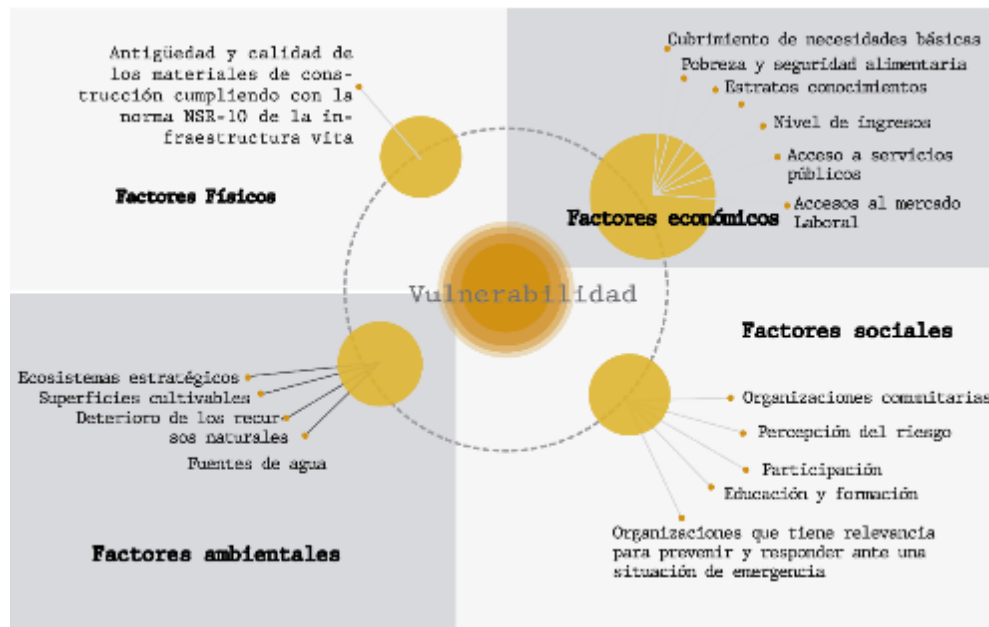 Antigüedad y calidad de
los materiales de cons-
trucción cumpliendo con la
norma NSR-10 de la in-
fraestructura vita
Factores Físicos
Cubrimiento de necesidades básicas
Pobreza y seguridad alimentaria
Estratos conocimientos
Nivel de ingresos
Acceso a servicios
públicos
Accesos al mercado
Laboral
Factores económicos
Vulnerabilidad
Ecosistemas estratégicos
Superficies cultivables
Deterioro de los recur-
sos naturales
Fuentes de agua
Factores ambientales
Factores sociales
Organizaciones comunitarias
Percepción del riesgo
Participación
Educación y formación
Organizaciones que tiene relevancia
para prevenir y responder ante una
situación de emergencia